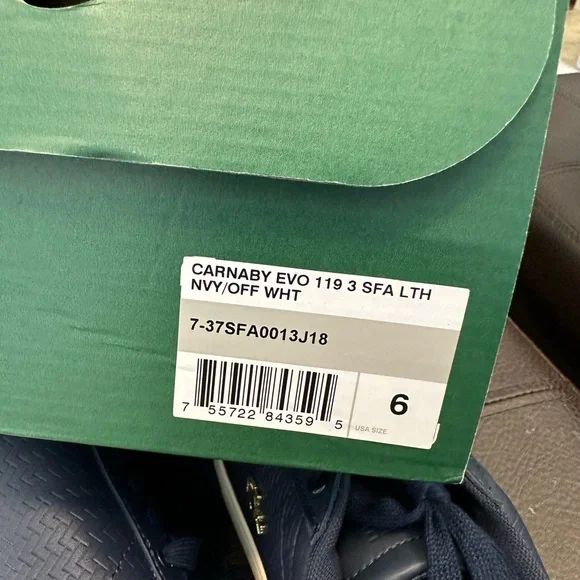 CARNABY EVO 119 3 SFA LTH
NVY/OFF WHT
7-37SFA0013J18
7 55722 84359 5
6
USA SIZE